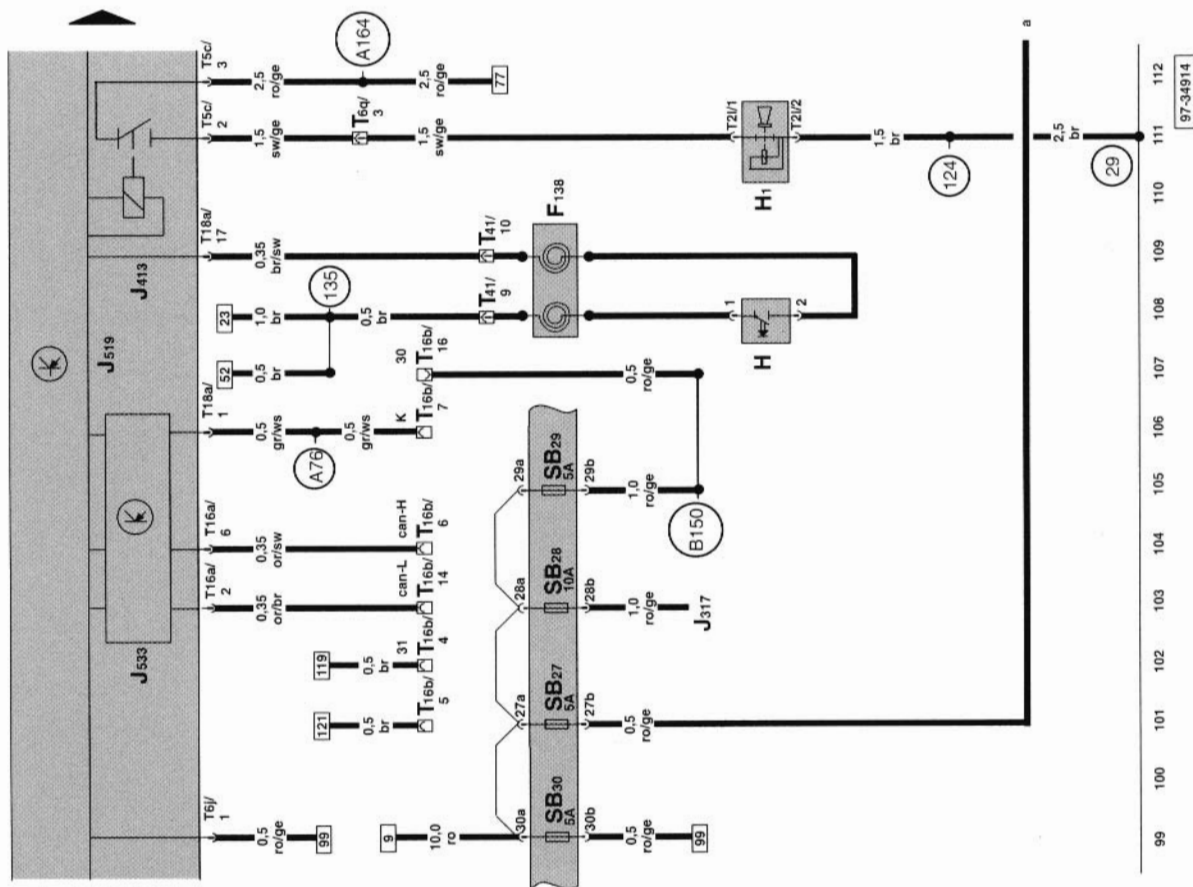 J519
J533
J413
T6j/
1
T16a/
2
T16a/
6
T18a/
1
T18a/
17
T5c/
2
T5c/
3
0,5
ro/ge
0,35
or/br
0,35
or/sw
0,5
gr/ws
52
0,5
br
23
1,0
br
0,35
br/sw
1,5
sw/ge
2,5
ro/ge
99
121
0,5
br
119
0,5
br
A76
135
A164
T6q/
3
2,5
ro/ge
9
10,0
ro
31
can-L
can-H
0,5
gr/ws
K
30
0,5
br
1,5
sw/ge
77
T16b/
5
T16b/
4
T16b/
14
T16b/
6
T16b/
7
T16b/
16
T41/
9
T41/
10
30a
27a
28a
29a
SB30
5A
SB27
5A
SB28
10A
SB29
5A
F138
30b
27b
28b
29b
0,5
ro/ge
0,5
ro/ge
1,0
ro/ge
1,0
ro/ge
0,5
ro/ge
99
J317
B150
H
1
2
H1
T2l/1
T2l/2
1,5
br
124
a
2,5
br
29
99
100
101
102
103
104
105
106
107
108
109
110
111
112
97-34914